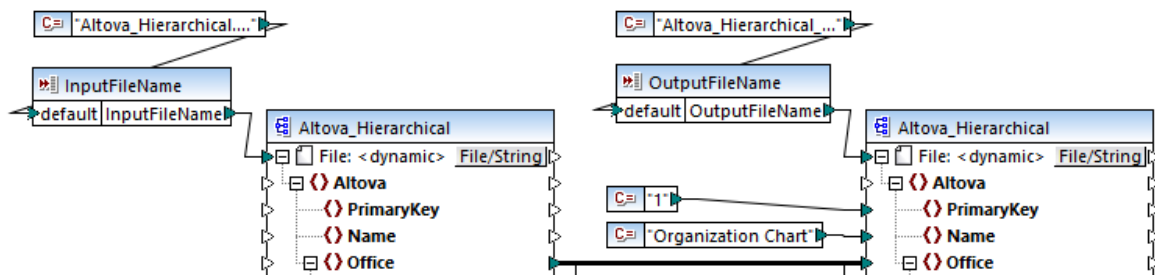 C= "Altova_Hierarchical...."
InputFileName
default InputFileName
Altova_Hierarchical
File: <dynamic> File/String
Altova
PrimaryKey
Name
Office
C= "Altova_Hierarchical_..."
OutputFileName
default OutputFileName
C= "1"
C= "Organization Chart"
Altova_Hierarchical
File: <dynamic> File/String
Altova
PrimaryKey
Name
Office